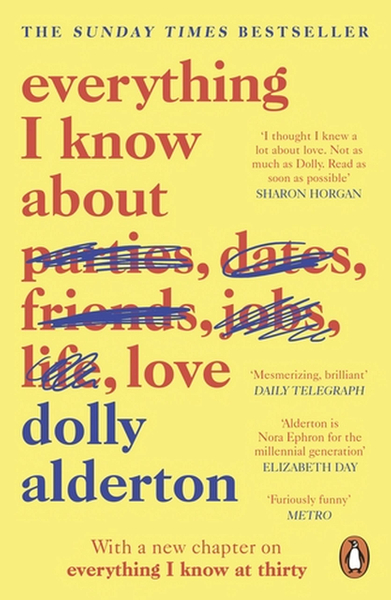 THE SUNDAY TIMES BESTSELLER
everything
I know
about
parties, dates,
friends, jobs,
life, love
dolly
alderton
‘I thought I knew a
lot about love. Not as
much as Dolly. Read as
soon as possible’
SHARON HORGAN
‘Mesmerizing, brilliant’
DAILY TELEGRAPH
‘Alderton is
Nora Ephron for the
millennial generation’
ELIZABETH DAY
‘Furiously funny’
METRO
With a new chapter on
everything I know at thirty